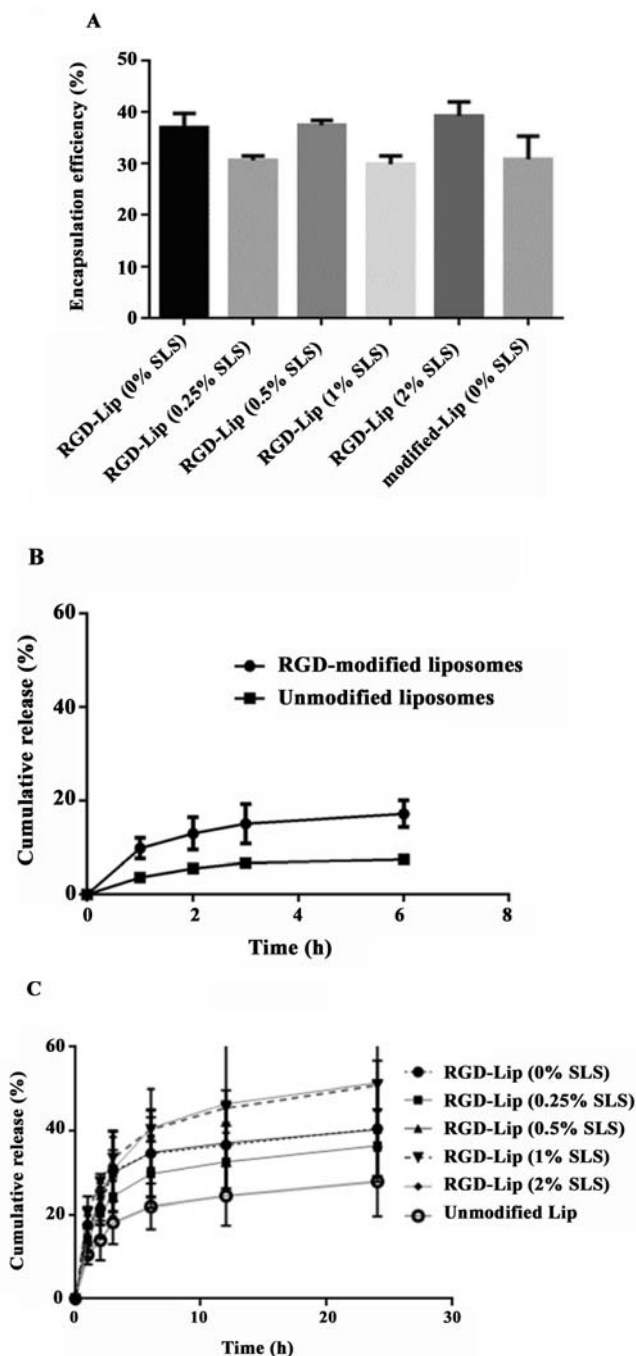 A
Encapsulation efficiency (%)
50
40
30
20
10
0
RGD-Lip (0% SLS)
RGD-Lip (0.25% SLS)
RGD-Lip (0.5% SLS)
RGD-Lip (1% SLS)
RGD-Lip (2% SLS)
modified-Lip (0% SLS)
B
Cumulative release (%)
60
40
20
0
RGD-modified liposomes
Unmodified liposomes
0
2
4
6
8
Time (h)
C
Cumulative release (%)
60
40
20
0
RGD-Lip (0% SLS)
RGD-Lip (0.25% SLS)
RGD-Lip (0.5% SLS)
RGD-Lip (1% SLS)
RGD-Lip (2% SLS)
Unmodified Lip
0
10
20
30
Time (h)